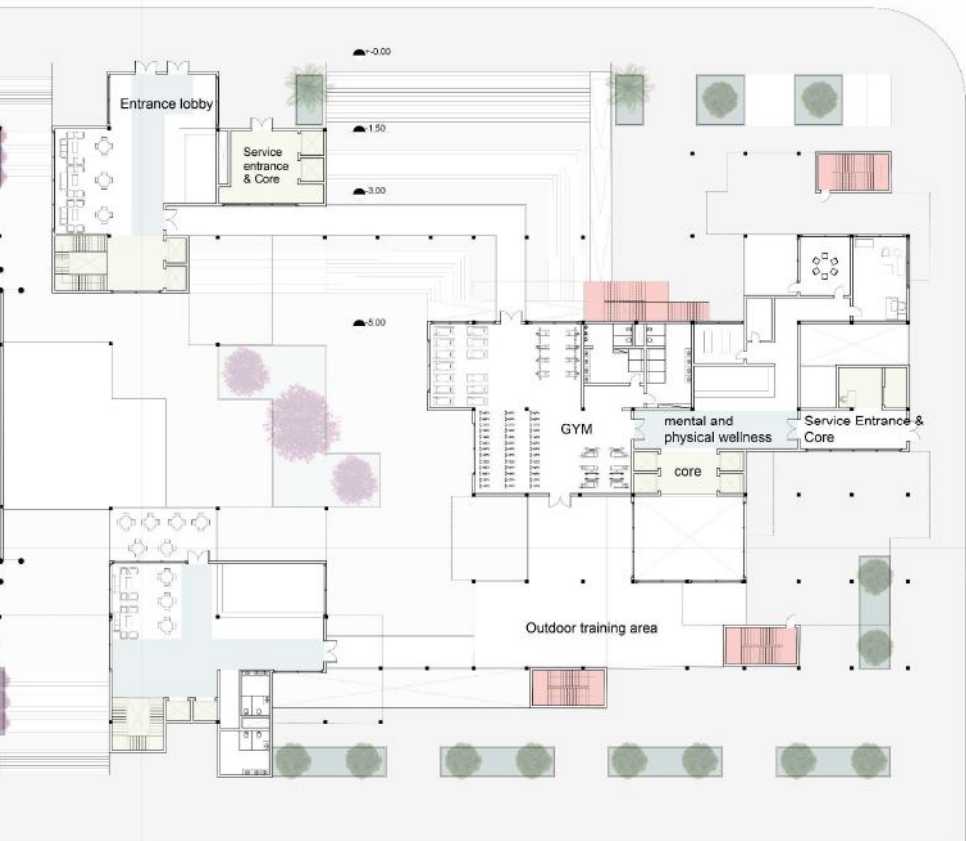 +-0.00
Entrance lobby
-1.50
Service
entrance
& Core
-3.00
-5.00
GYM
mental and
physical wellness
Service Entrance &
Core
core
Outdoor training area